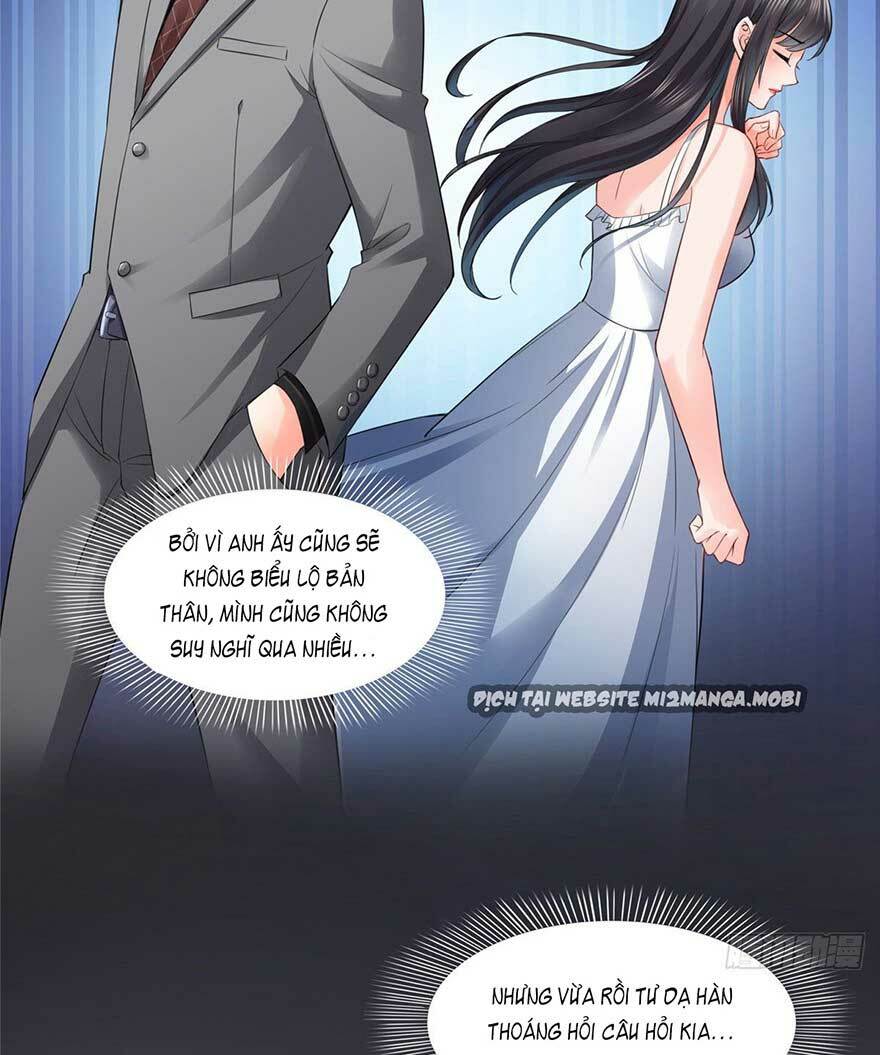 BỞI VÌ ANH ẤY CŨNG SẼ
KHÔNG BIỂU LỘ BẢN
THÂN, MÌNH CŨNG KHÔNG
SUY NGHĨ QUA NHIỀU...
DỊCH TẠI WEBSITE MI2MANGA.MOBI
NHƯNG VỪA RỒI TƯ DẠ HÀN
THOÁNG HỎI CÂU HỎI KIA...